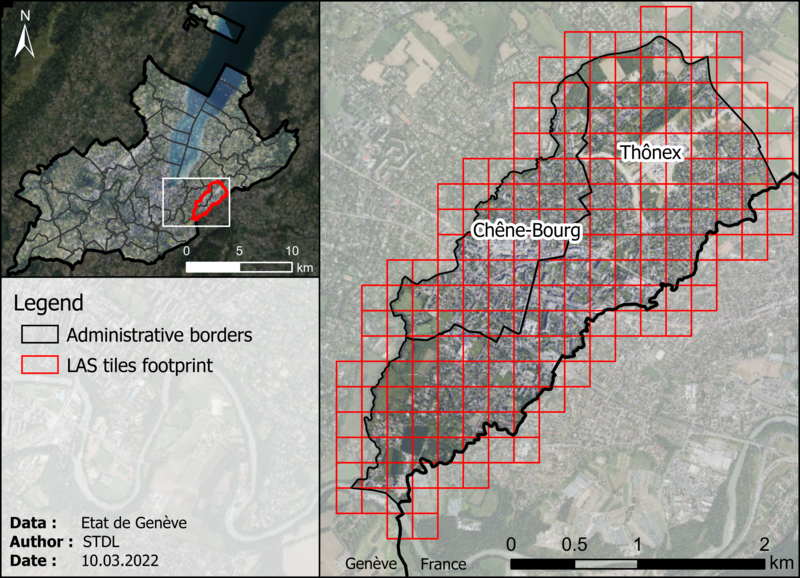 N
0 5 10
km
Legend
Administrative borders
LAS tiles footprint
Data : Etat de Genève
Author : STDL
Date : 10.03.2022
Thônex
Chêne-Bourg
Genève France
0 0.5 1 2
km